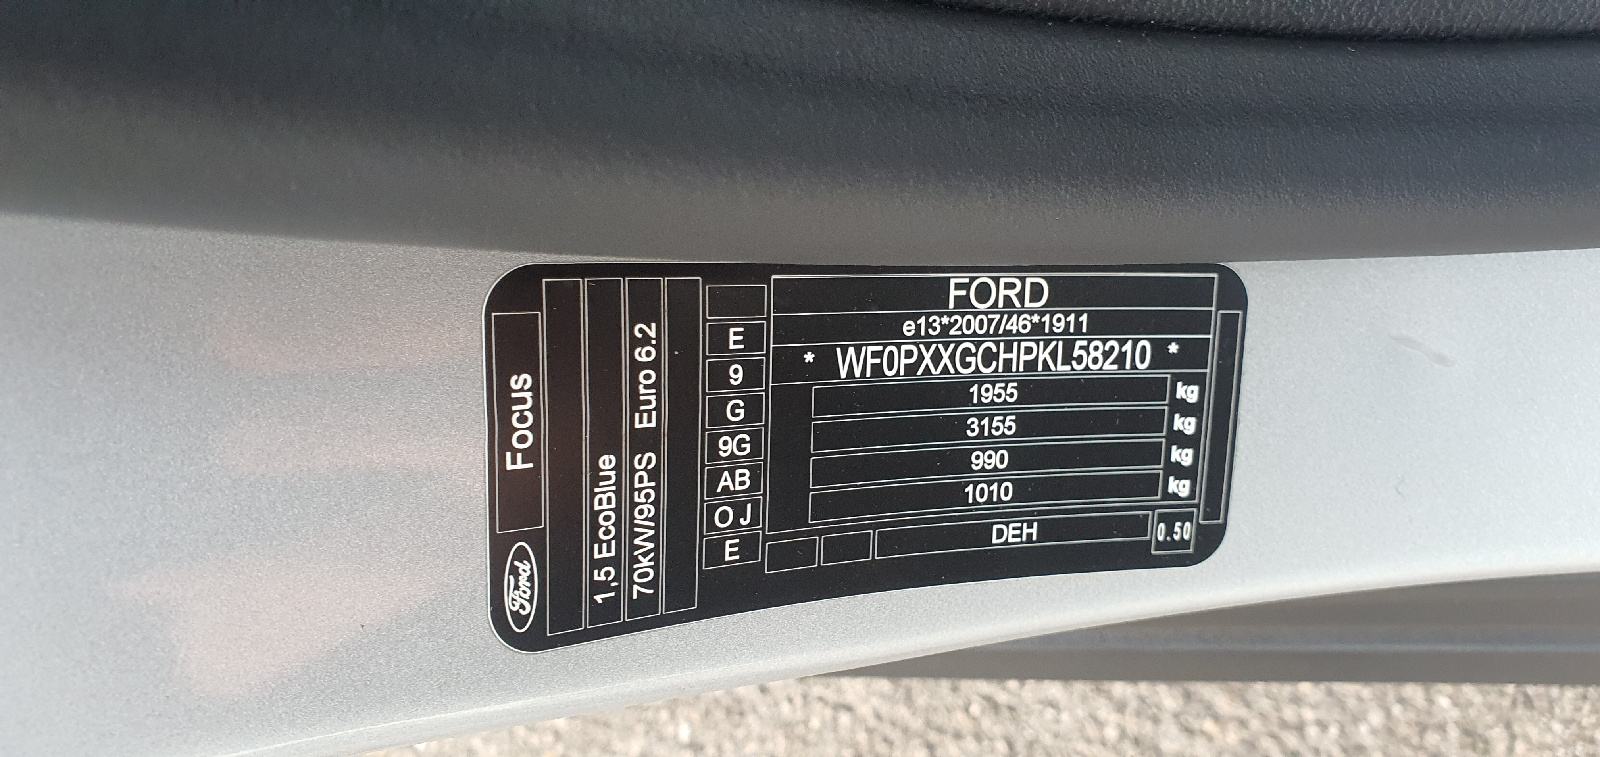 Ford
Focus
1,5 EcoBlue
70kW/95PS Euro 6.2
E
9
G
9G
AB
O J
E
FORD
e13*2007/46*1911
* WF0PXXGCHPKL58210 *
1955 kg
3155 kg
990 kg
1010 kg
DEH
0.50